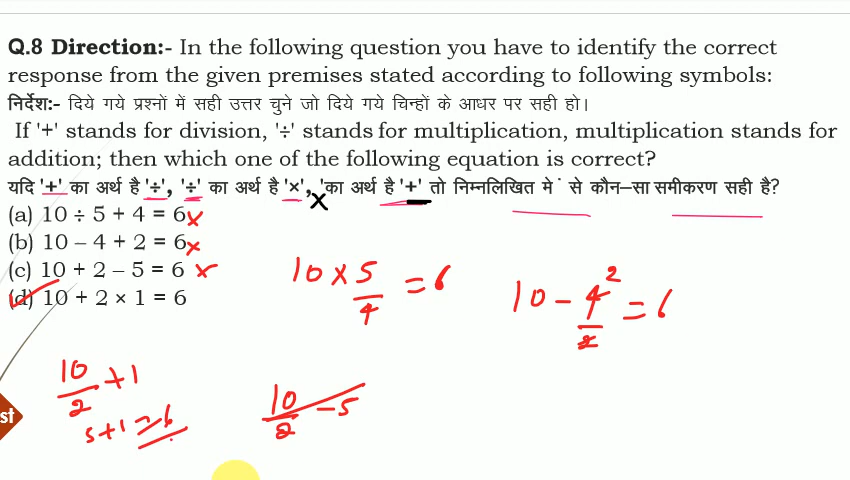 Q.8 Direction:- In the following question you have to identify the correct
response from the given premises stated according to following symbols:
निर्देश:- दिये गये प्रश्नों में सही उत्तर चुने जो दिये गये चिन्हों के आधर पर सही हो।
If '+' stands for division, '÷' stands for multiplication, multiplication stands for
addition; then which one of the following equation is correct?
यदि '+' का अर्थ है '÷', '÷' का अर्थ है '×', 'का अर्थ है '+' तो निम्नलिखित मे से कौन–सा समीकरण सही है?
x
(a) 10 ÷ 5 + 4 = 6 x
(b) 10 – 4 + 2 = 6 x
(c) 10 + 2 – 5 = 6 x
(d) 10 + 2 × 1 = 6
10 × 5/4 = 6
10 - 4/2 2 = 6
10/2 + 1
5+1=6
10/2 - 5
st